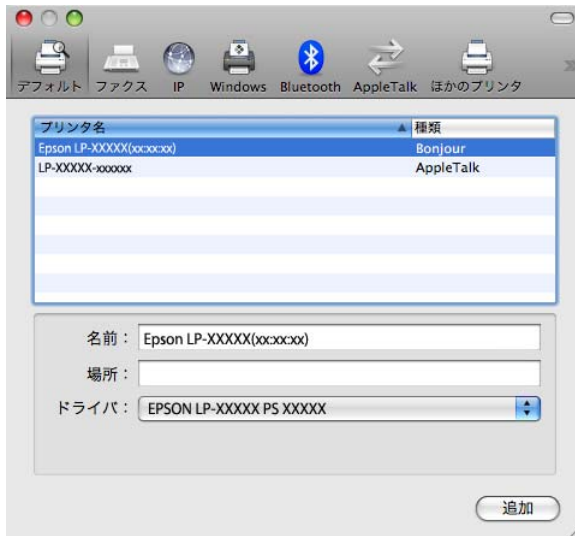 デフォルト ファクス IP Windows Bluetooth AppleTalk ほかのプリンタ
プリンタ名 種類
Epson LP-XXXXX(xx:xx:xx) Bonjour
LP-XXXXX-xxxxxx AppleTalk
名前： Epson LP-XXXXX(xx:xx:xx)
場所：
ドライバ： EPSON LP-XXXXX PS XXXXX
追加